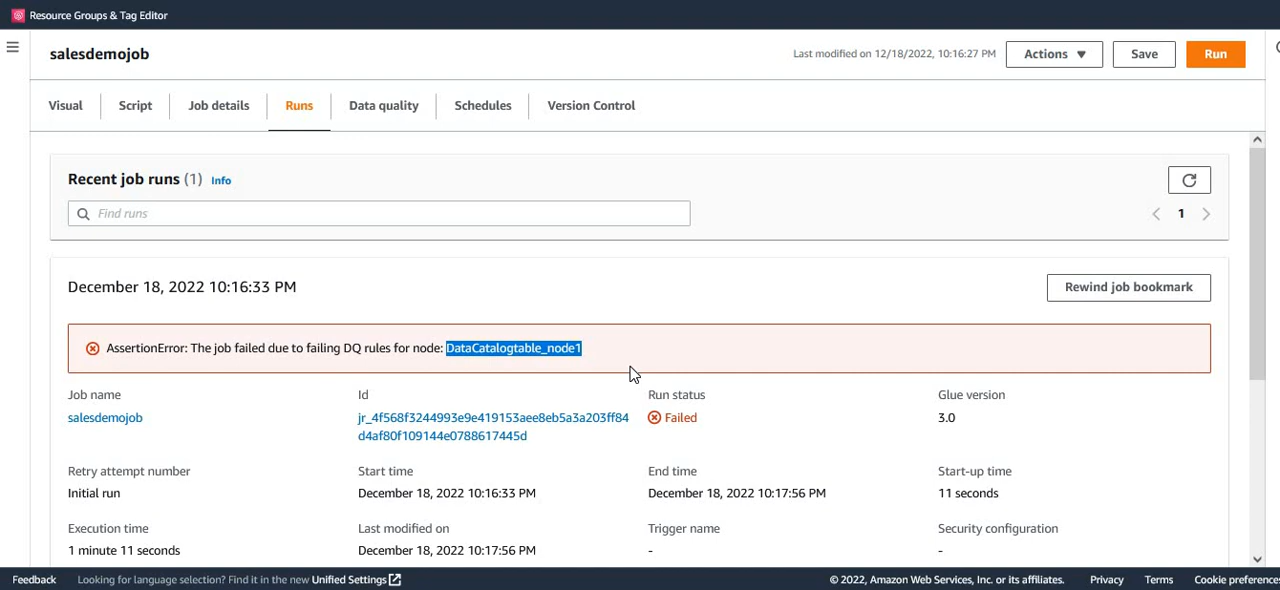 Resource Groups & Tag Editor
salesdemojob
Last modified on 12/18/2022, 10:16:27 PM
Actions
Save
Run
Visual
Script
Job details
Runs
Data quality
Schedules
Version Control
Recent job runs (1) Info
Find runs
1
December 18, 2022 10:16:33 PM
Rewind job bookmark
AssertionError: The job failed due to failing DQ rules for node: DataCatalogtable_node1
Job name
Id
Run status
Glue version
salesdemojob
jr_4f568f3244993e9e419153aee8eb5a3a203ff84
d4af80f109144e0788617445d
Failed
3.0
Retry attempt number
Start time
End time
Start-up time
Initial run
December 18, 2022 10:16:33 PM
December 18, 2022 10:17:56 PM
11 seconds
Execution time
Last modified on
Trigger name
Security configuration
1 minute 11 seconds
December 18, 2022 10:17:56 PM
-
-
Feedback
Looking for language selection? Find it in the new Unified Settings
© 2022, Amazon Web Services, Inc. or its affiliates.
Privacy
Terms
Cookie preferences